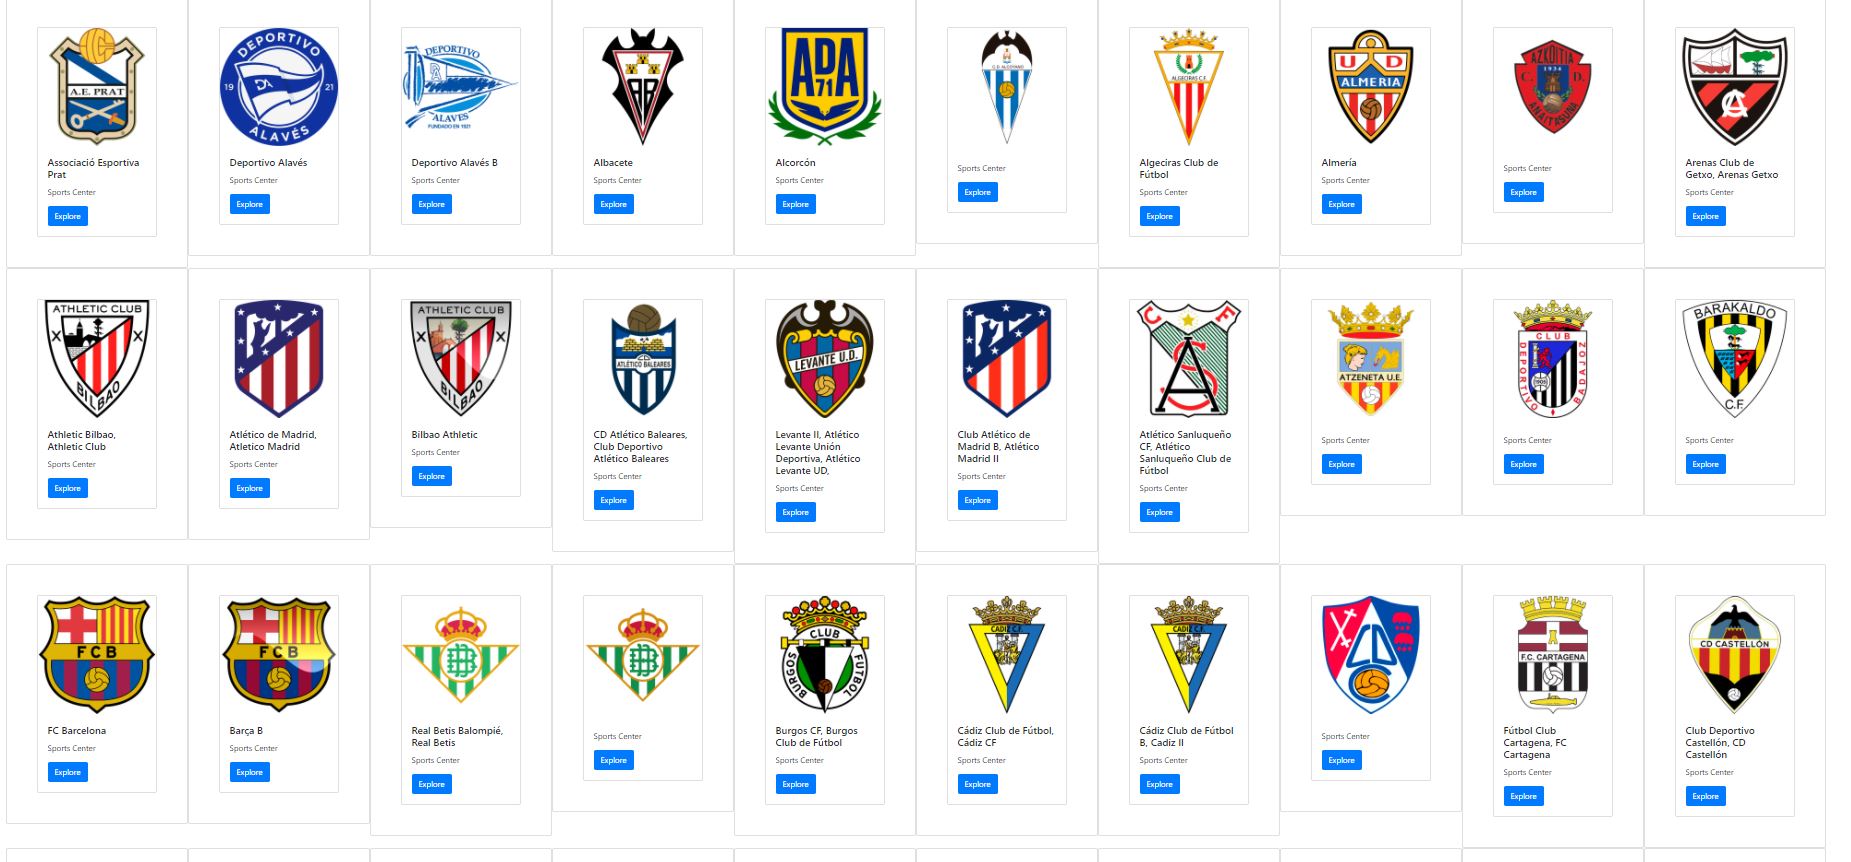 A.E. PRAT
DEPORTIVO
19 21
ALAVÉS
DEPORTIVO
ALAVES
FUNDADO EN 1921
ADA
71
C.D. ALCOYANO
ALGECIRAS C.F.
U D
ALMERIA
AZKOITIA
1934
C. D.
ANAITASUNA
Associació Esportiva
Prat
Sports Center
Explore
Deportivo Alavés
Sports Center
Explore
Deportivo Alavés B
Sports Center
Explore
Albacete
Sports Center
Explore
Alcorcón
Sports Center
Explore
Sports Center
Explore
Algeciras Club de
Fútbol
Sports Center
Explore
Almería
Sports Center
Explore
Sports Center
Explore
Arenas Club de
Getxo, Arenas Getxo
Sports Center
Explore
ATHLETIC CLUB
BILBAO
ATHLETIC CLUB
BILBAO
ATLÉTICO BALEARES
LEVANTE U.D.
C F
ATZENETA U.E.
CLUB
DEPORTIVO
BADAJOZ
1905
BARAKALDO
C.F.
Athletic Bilbao,
Athletic Club
Sports Center
Explore
Atlético de Madrid,
Atletico Madrid
Sports Center
Explore
Bilbao Athletic
Sports Center
Explore
CD Atlético Baleares,
Club Deportivo
Atlético Baleares
Sports Center
Explore
Levante II, Atlético
Levante Unión
Deportiva, Atlético
Levante UD,
Sports Center
Explore
Club Atlético de
Madrid B, Atlético
Madrid II
Sports Center
Explore
Atlético Sanluqueño
CF, Atlético
Sanluqueño Club de
Fútbol
Sports Center
Explore
Sports Center
Explore
Sports Center
Explore
Sports Center
Explore
FCB
FCB
CLUB
BURGOS
FUTBOL
CADIZ C.F.
CADIZ C.F.
F.C. CARTAGENA
CD CASTELLÓN
FC Barcelona
Sports Center
Explore
Barça B
Sports Center
Explore
Real Betis Balompié,
Real Betis
Sports Center
Explore
Sports Center
Explore
Burgos CF, Burgos
Club de Fútbol
Sports Center
Explore
Cádiz Club de Fútbol,
Cádiz CF
Sports Center
Explore
Cádiz Club de Fútbol
B, Cadiz II
Sports Center
Explore
Sports Center
Explore
Fútbol Club
Cartagena, FC
Cartagena
Sports Center
Explore
Club Deportivo
Castellón, CD
Castellón
Sports Center
Explore